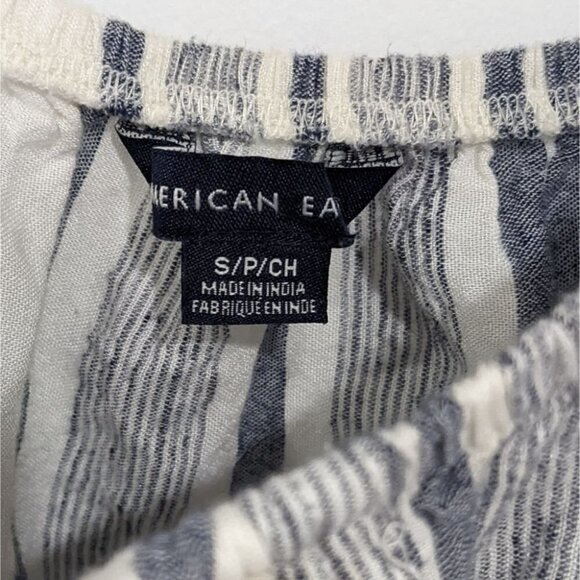 MERICAN EA
S/P/CH
MADE IN INDIA
FABRIQUÉ EN INDE